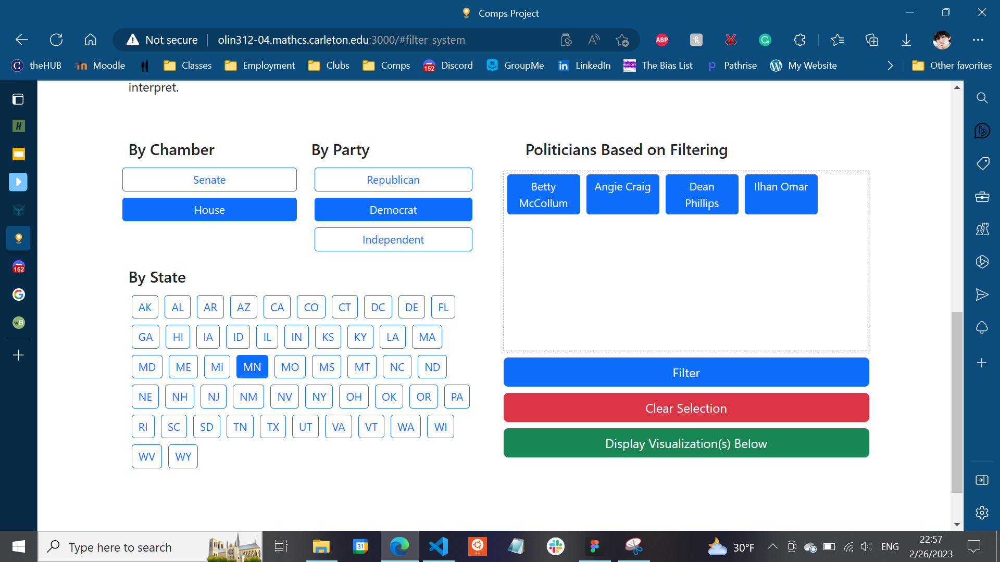 Comps Project
Not secure olin312-04.mathcs.carleton.edu:3000/#filter_system
ABP
theHUB Moodle Classes Employment Clubs Comps 152 Discord GroupMe LinkedIn The Bias List Pathrise My Website Other favorites
interpret.
By Chamber By Party Politicians Based on Filtering
Senate Republican
House Democrat
Independent
Betty McCollum
Angie Craig
Dean Phillips
Ilhan Omar
By State
AK AL AR AZ CA CO CT DC DE FL
GA HI IA ID IL IN KS KY LA MA
MD ME MI MN MO MS MT NC ND
NE NH NJ NM NV NY OH OK OR PA
RI SC SD TN TX UT VA VT WA WI
WV WY
Filter
Clear Selection
Display Visualization(s) Below
152
Type here to search
31
30°F
ENG
22:57
2/26/2023